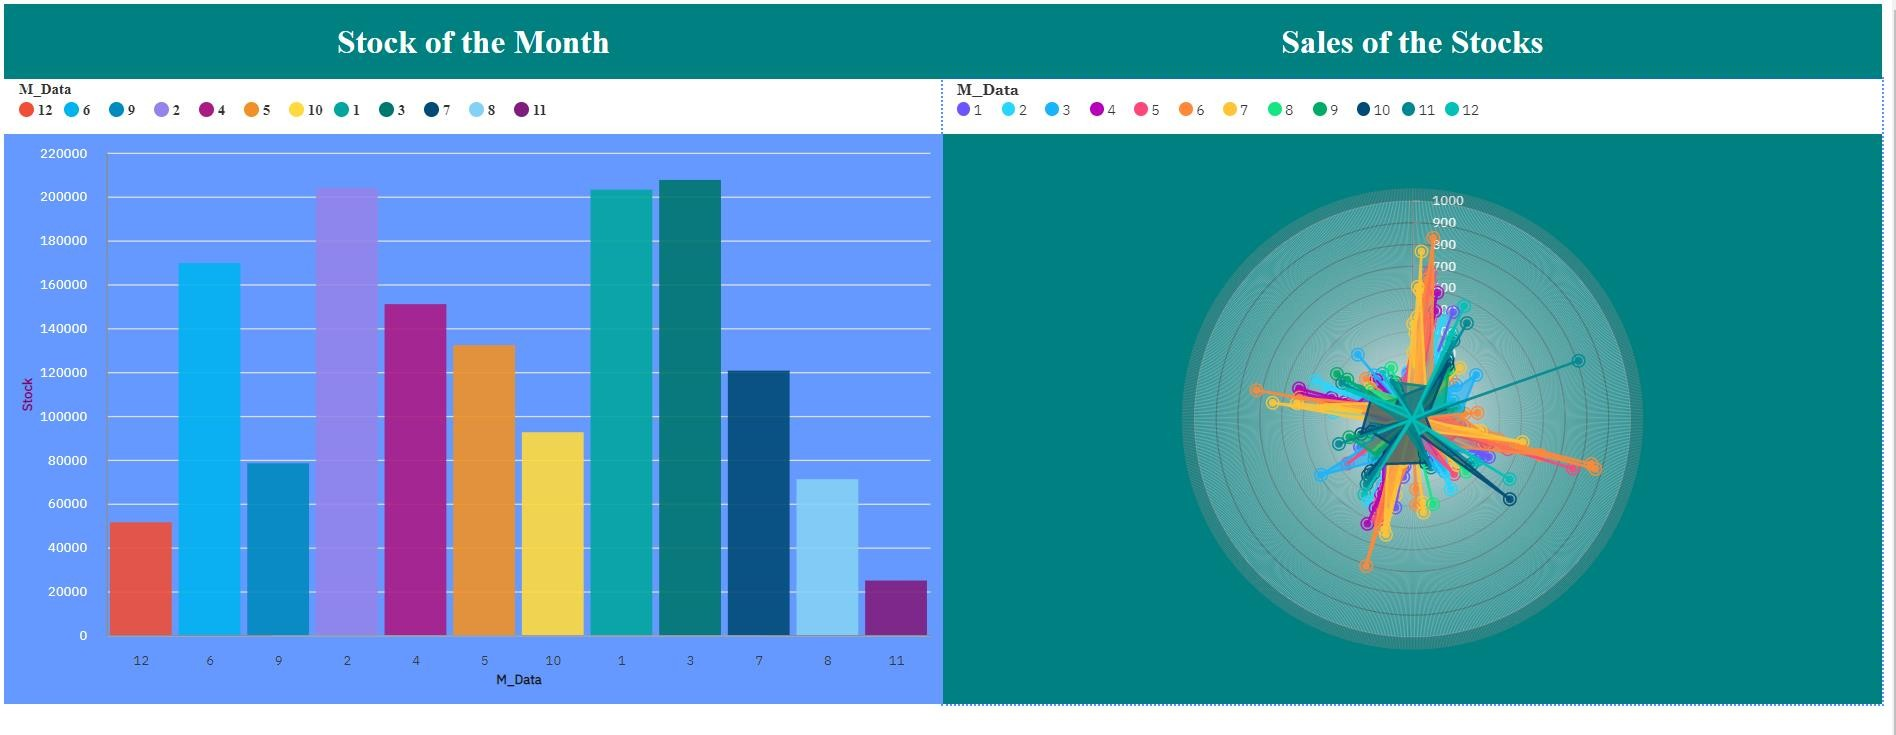 Stock of the Month
M_Data
12 6 9 2 4 5 10 1 3 7 8 11
220000
200000
180000
160000
140000
120000
100000
80000
60000
40000
20000
0
Stock
12 6 9 2 4 5 10 1 3 7 8 11
M_Data
Sales of the Stocks
M_Data
1 2 3 4 5 6 7 8 9 10 11 12
1000
900
800
700